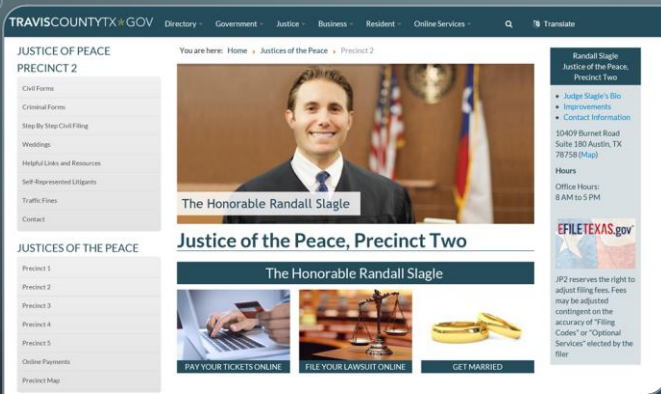 TRAVISCOUNTYTX★GOV
Directory
Government
Justice
Business
Resident
Online Services
Translate
JUSTICE OF PEACE
PRECINCT 2
Civil Forms
Criminal Forms
Step By Step Civil Filing
Weddings
Helpful Links and Resources
Self-Represented Litigants
Traffic Fines
Contact
JUSTICES OF THE PEACE
Precinct 1
Precinct 2
Precinct 3
Precinct 4
Precinct 5
Online Payments
Precinct Map
You are here: Home Justices of the Peace Precinct 2
The Honorable Randall Slagle
Justice of the Peace, Precinct Two
The Honorable Randall Slagle
PAY YOUR TICKETS ONLINE
FILE YOUR LAWSUIT ONLINE
GET MARRIED
Randall Slagle
Justice of the Peace,
Precinct Two
• Judge Slagle's Bio
• Improvements
• Contact Information
10409 Burnet Road
Suite 180 Austin, TX
78758 (Map)
Hours
Office Hours:
8 AM to 5 PM
EFILETEXAS.gov
JP2 reserves the right to
adjust filing fees. Fees
may be adjusted
contingent on the
accuracy of "Filing
Codes" or "Optional
Services" elected by the
filer